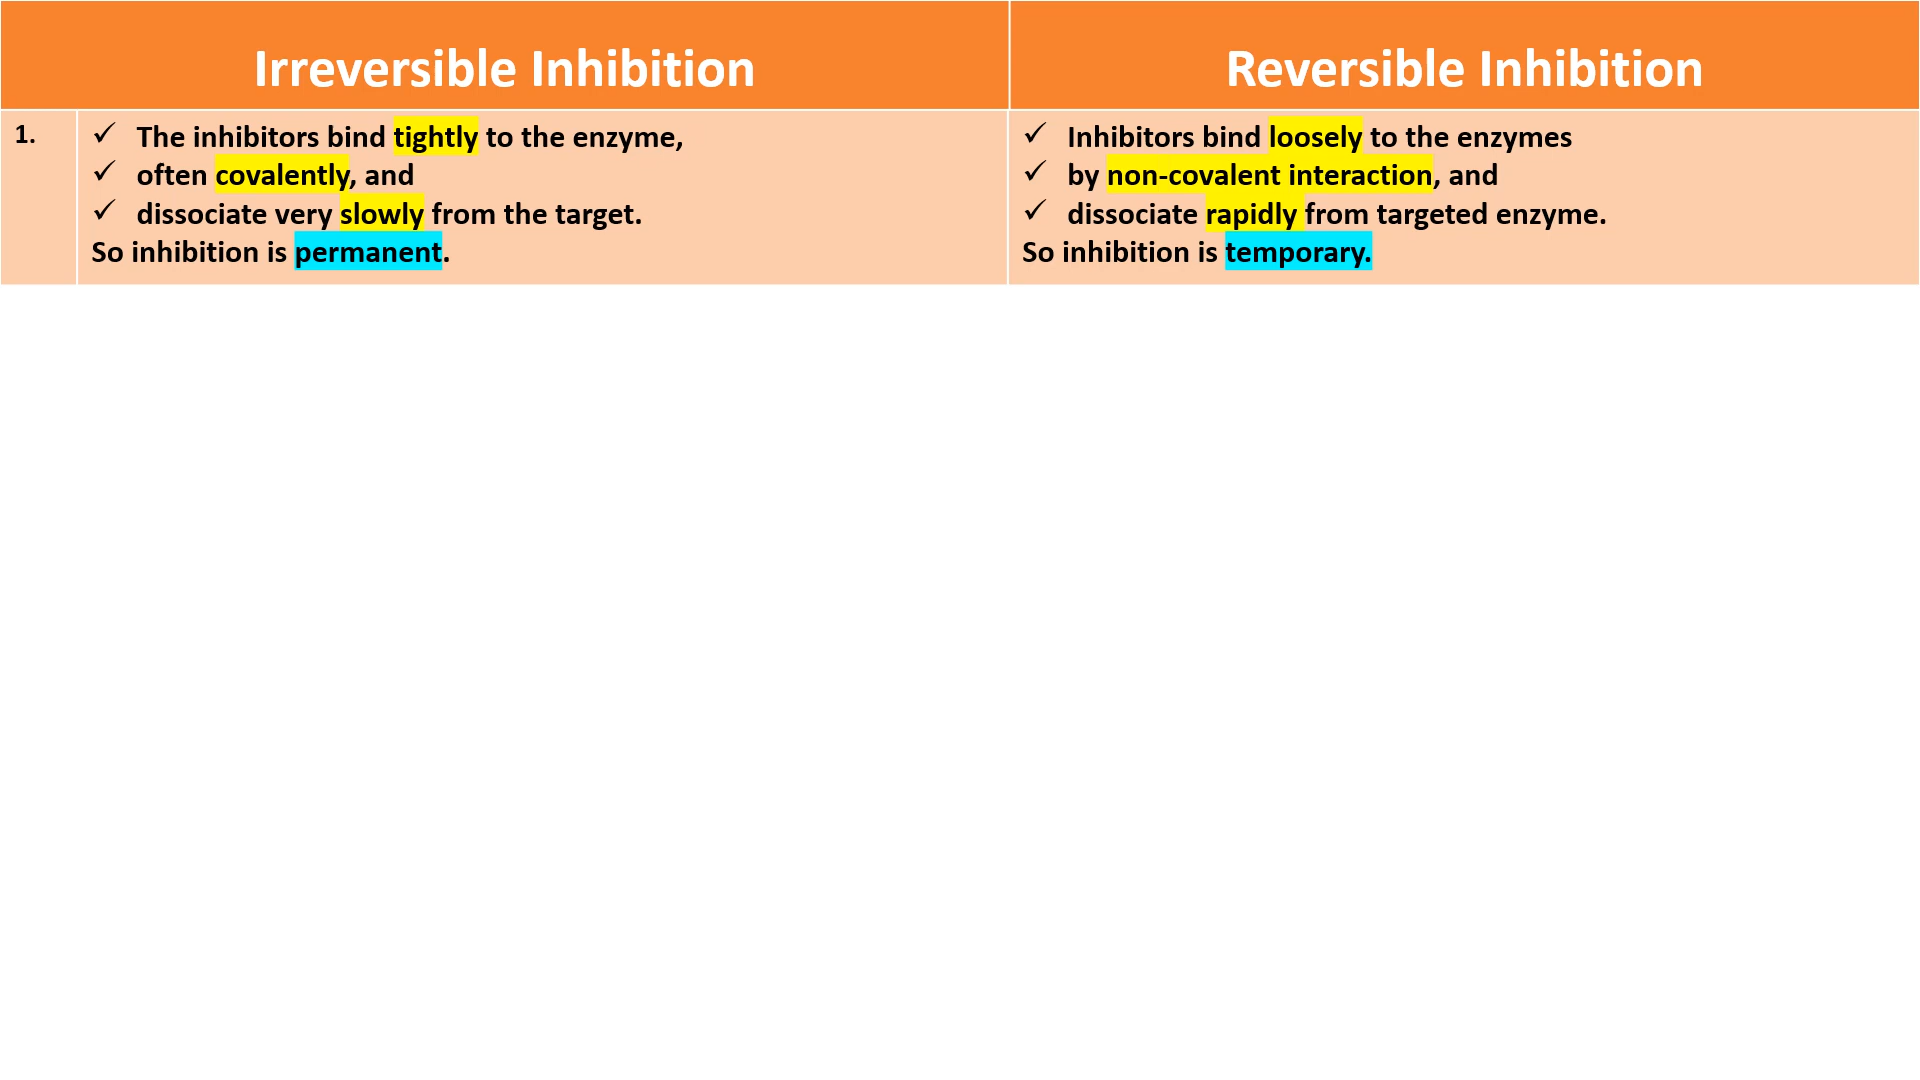 Irreversible Inhibition
Reversible Inhibition
1.
✓ The inhibitors bind tightly to the enzyme,
✓ often covalently, and
✓ dissociate very slowly from the target.
So inhibition is permanent.
✓ Inhibitors bind loosely to the enzymes
✓ by non-covalent interaction, and
✓ dissociate rapidly from targeted enzyme.
So inhibition is temporary.